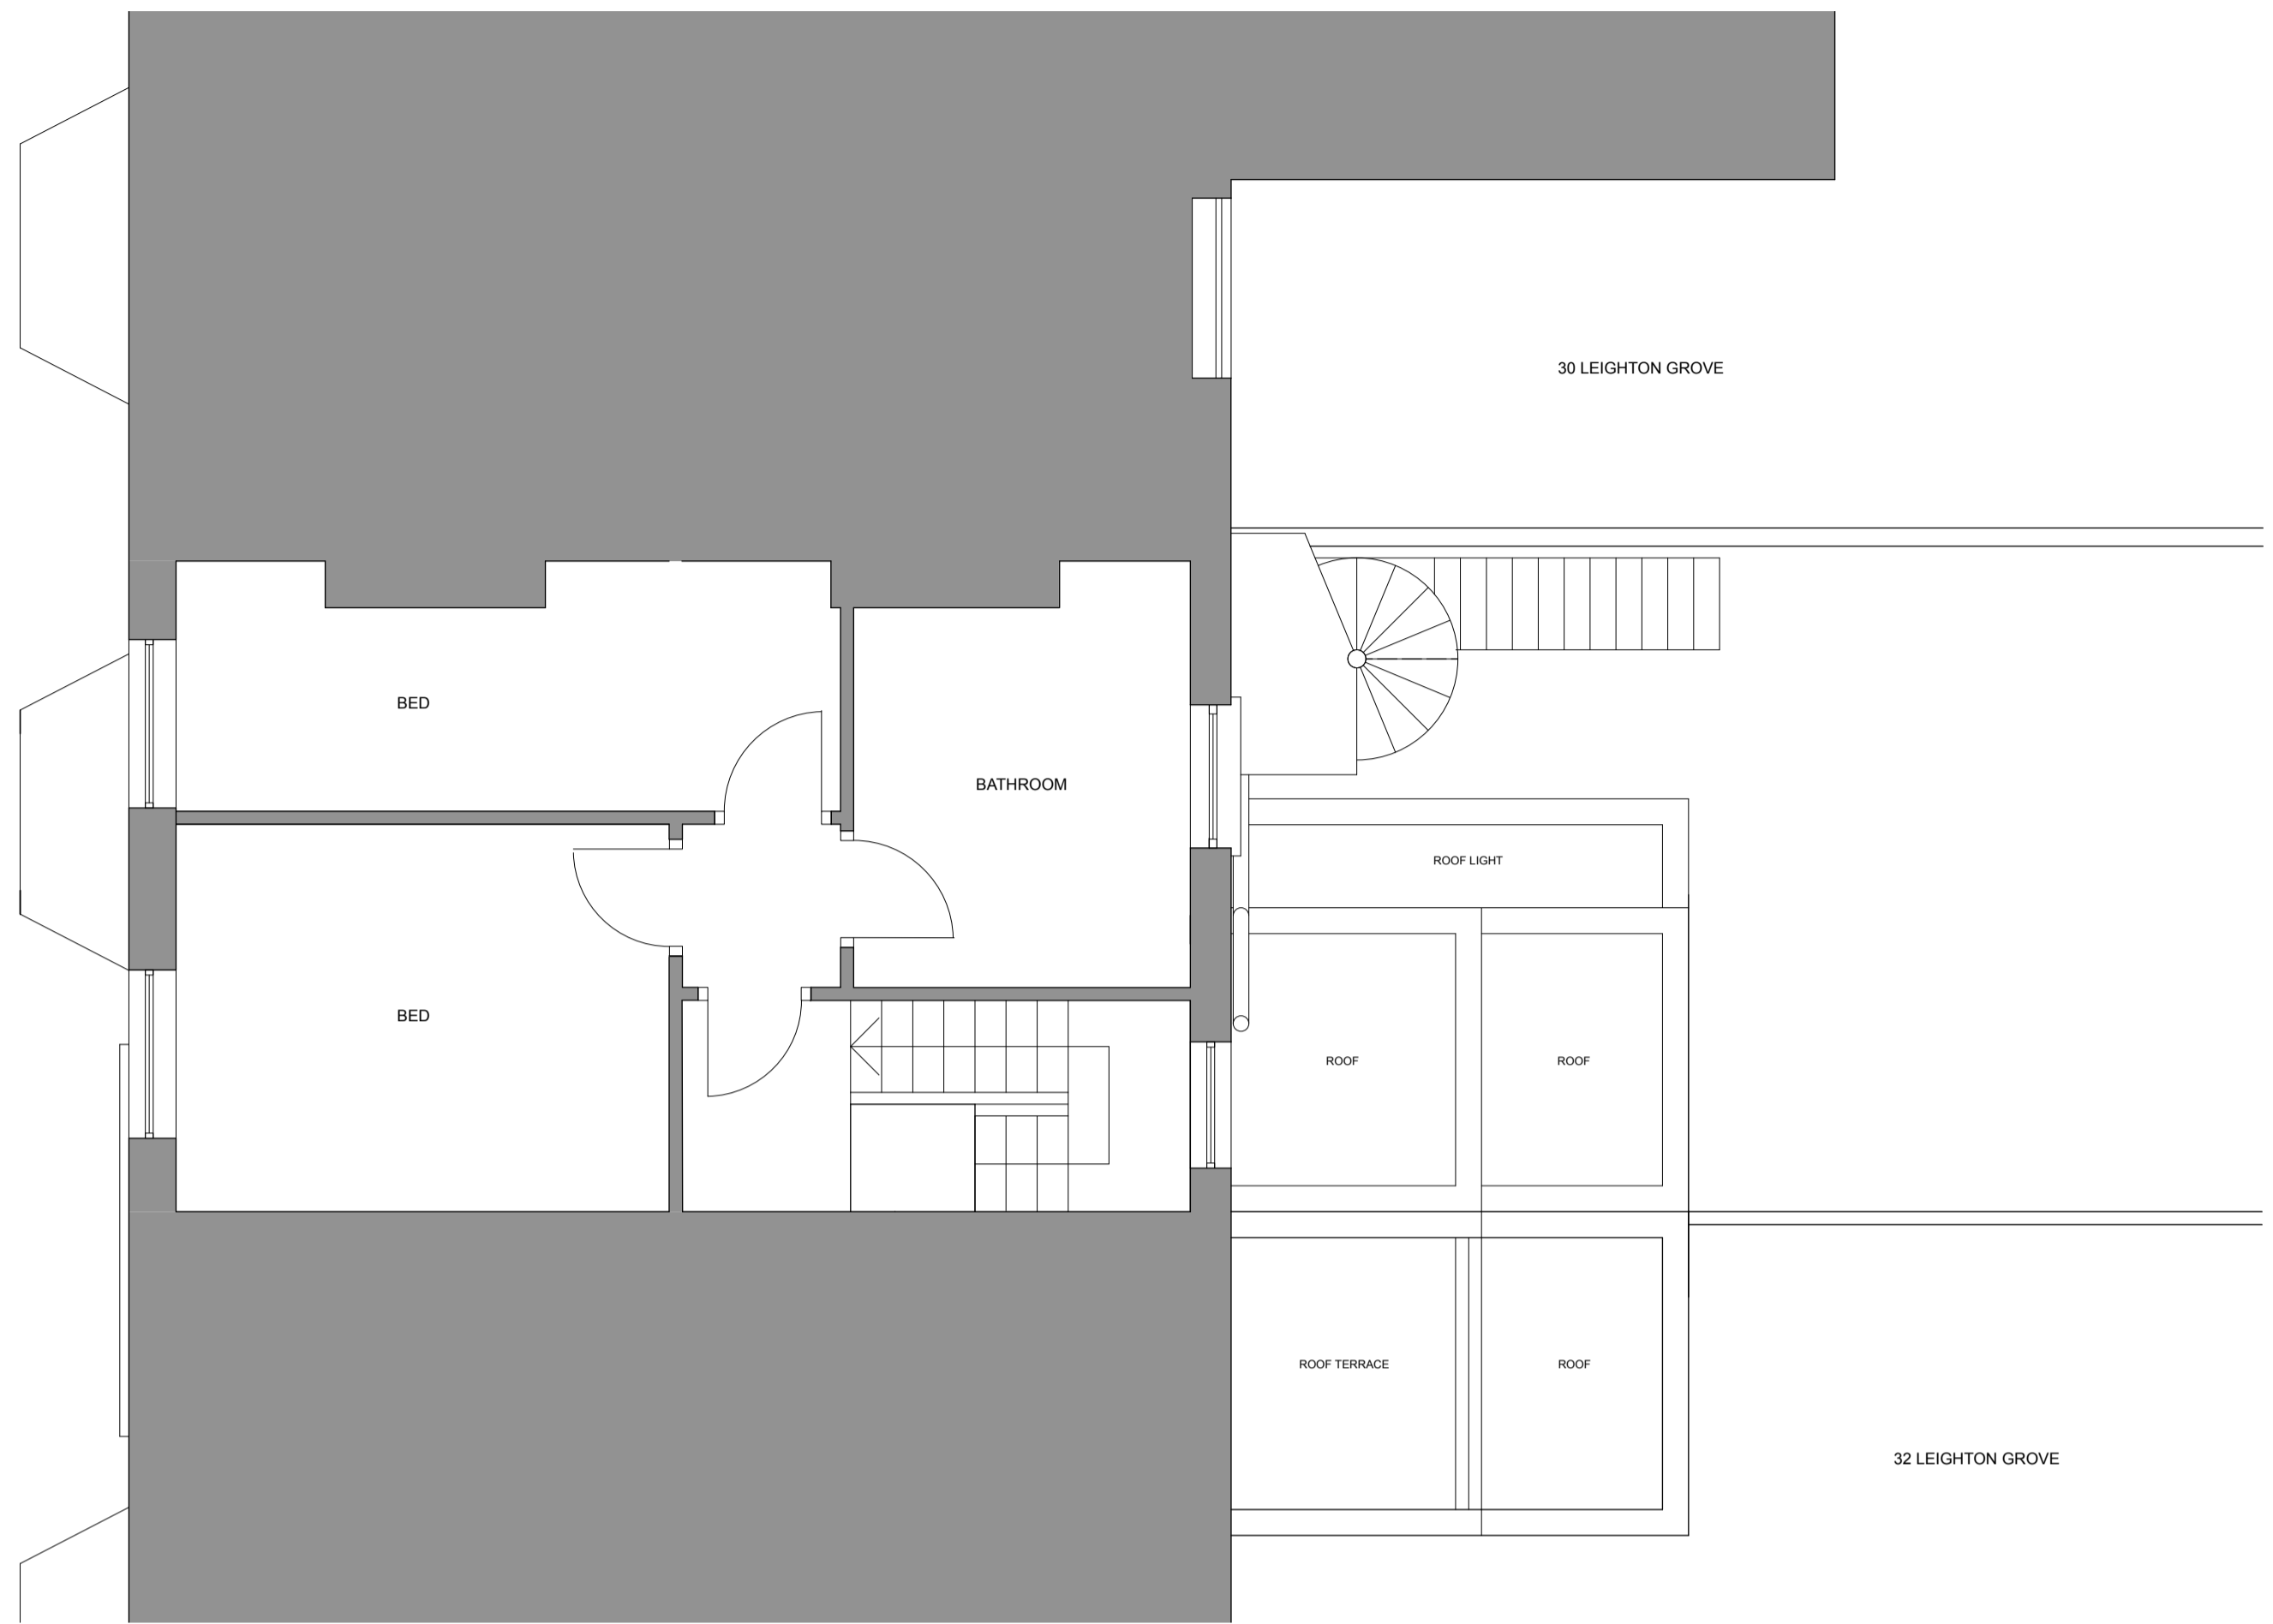 30 LEIGHTON GROVE
BED
BATHROOM
ROOF LIGHT
BED
ROOF
ROOF
ROOF TERRACE
ROOF
32 LEIGHTON GROVE